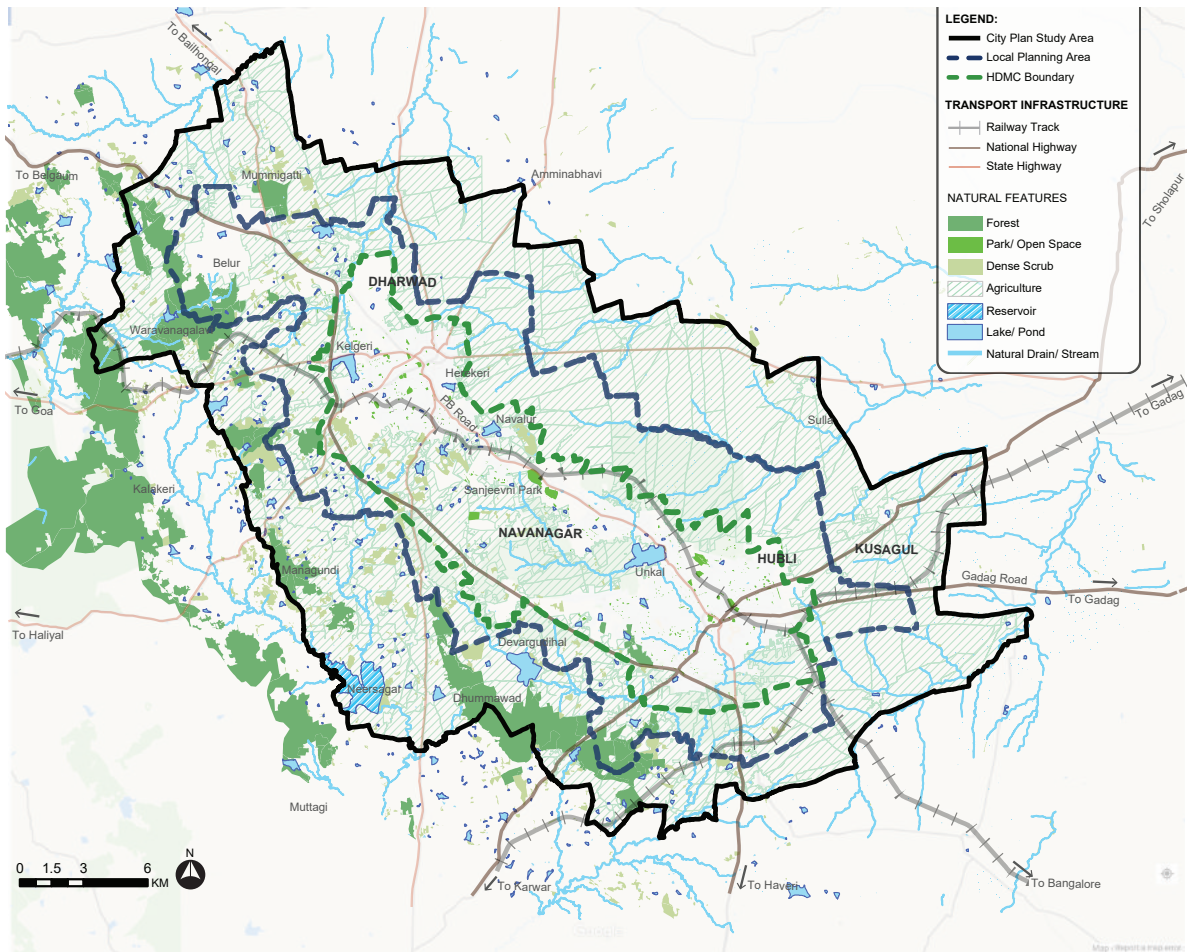 LEGEND:
City Plan Study Area
Local Planning Area
HDMC Boundary
TRANSPORT INFRASTRUCTURE
Railway Track
National Highway
State Highway
NATURAL FEATURES
Forest
Park/ Open Space
Dense Scrub
Agriculture
Reservoir
Lake/ Pond
Natural Drain/ Stream
To Bailhongal
To Belgaum
Mummigatti
Amminabhavi
To Sholapur
Belur
DHARWAD
Waravanagalavi
Kelgeri
Herekeri
To Goa
PB Road
Navalur
Sulla
To Gadag
Kalakeri
Sanjeevni Park
NAVANAGAR
HUBLI
KUSAGUL
Managundi
Unkal
Gadag Road
To Gadag
To Haliyal
Devargudihal
Neersagar
Dhummawad
Muttagi
N
0 1.5 3 6
KM
To Karwar
To Haveri
To Bangalore
Google